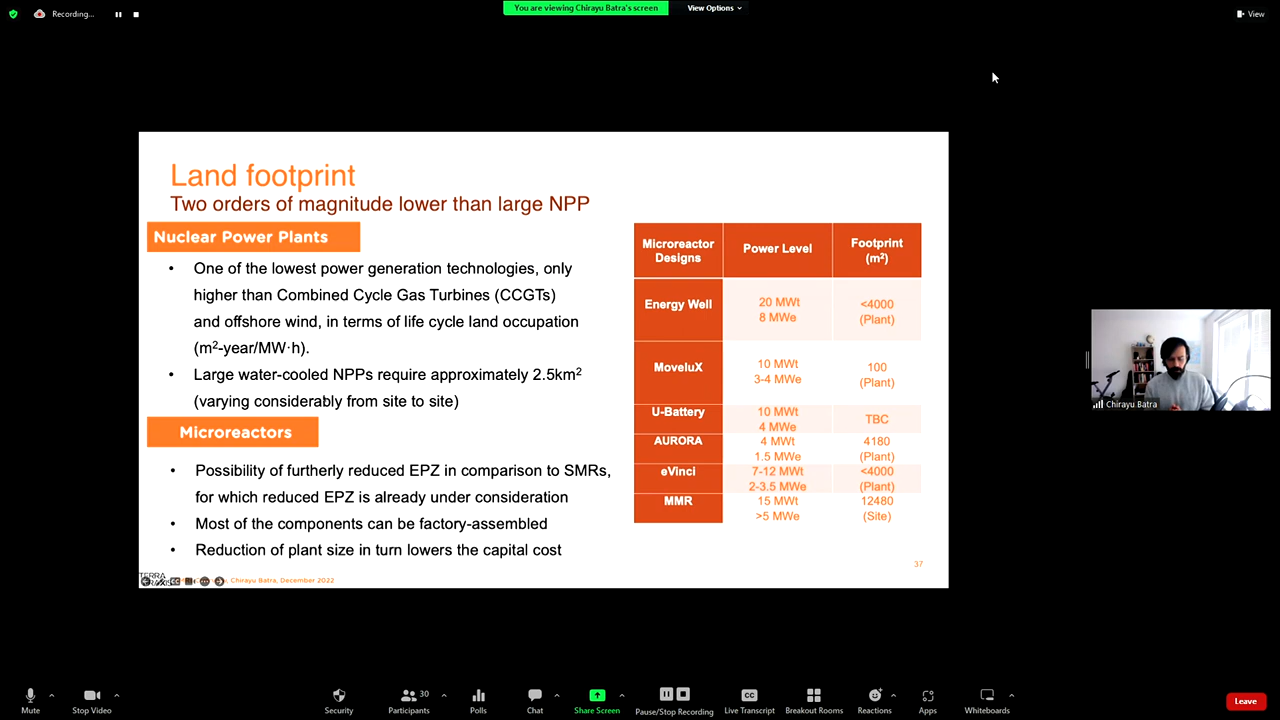 Recording...
You are viewing Chirayu Batra's screen
View Options
View
Land footprint
Two orders of magnitude lower than large NPP
Nuclear Power Plants
• One of the lowest power generation technologies, only
higher than Combined Cycle Gas Turbines (CCGTs)
and offshore wind, in terms of life cycle land occupation
(m²-year/MW·h).
• Large water-cooled NPPs require approximately 2.5km²
(varying considerably from site to site)
Microreactors
• Possibility of furtherly reduced EPZ in comparison to SMRs,
for which reduced EPZ is already under consideration
• Most of the components can be factory-assembled
• Reduction of plant size in turn lowers the capital cost
Microreactor Designs Power Level Footprint (m²)
Energy Well 20 MWt 8 MWe <4000 (Plant)
MoveluX 10 MWt 3-4 MWe 100 (Plant)
U-Battery 10 MWt 4 MWe TBC
AURORA 4 MWt 1.5 MWe 4180 (Plant)
eVinci 7-12 MWt 2-3.5 MWe <4000 (Plant)
MMR 15 MWt >5 MWe 12480 (Site)
37
TERRA
Chirayu Batra, December 2022
Chirayu Batra
Mute
Stop Video
Security
Participants 30
Polls
Chat
Share Screen
Pause/Stop Recording
CC
Live Transcript
Breakout Rooms
Reactions
Apps
Whiteboards
Leave